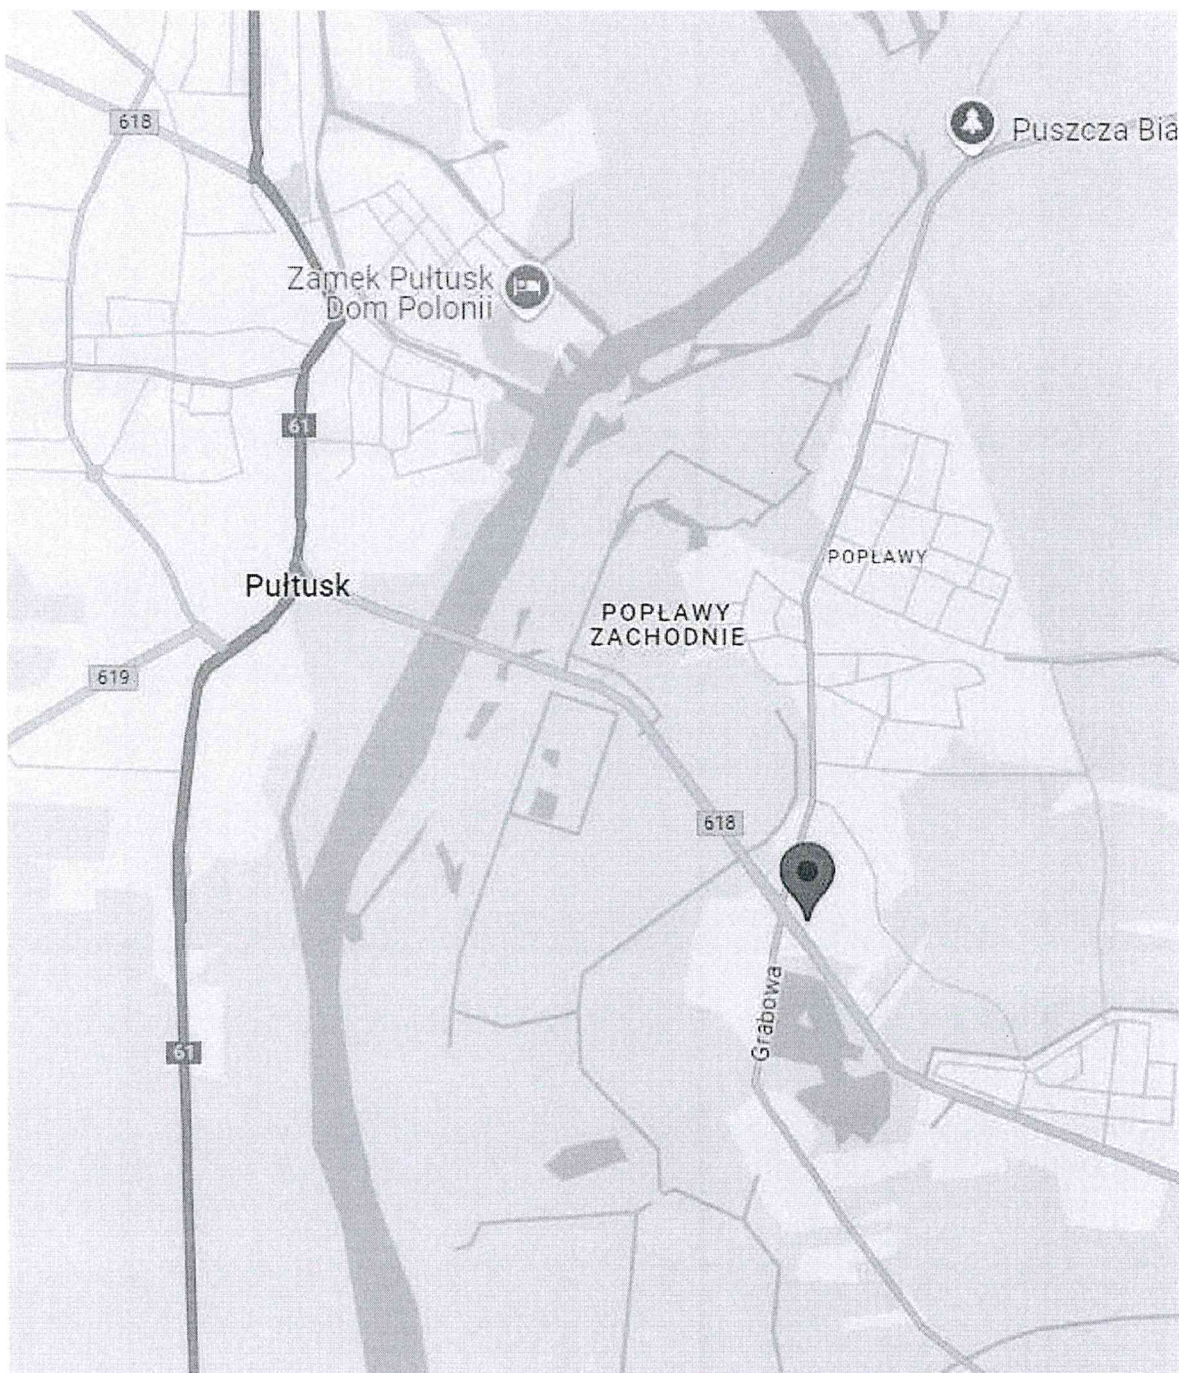 618
Puszcza Bia
Zamek Pułtusk
Dom Polonii
61
POPŁAWY
Pułtusk
POPŁAWY
ZACHODNIE
619
618
Grabowa
61